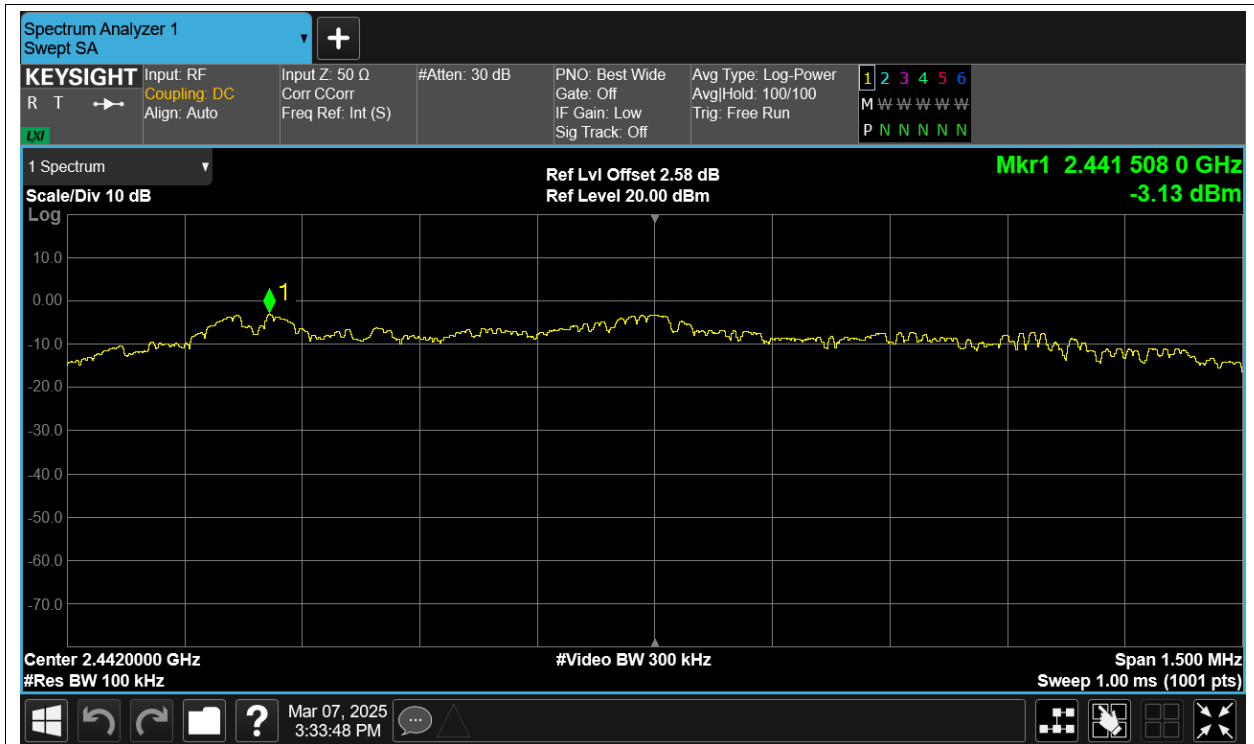 Spectrum Analyzer 1
Swept SA
KEYSIGHT
R T
LXI
Input: RF
Coupling: DC
Align: Auto
Input Z: 50 Ω
Corr CCorr
Freq Ref: Int (S)
#Atten: 30 dB
PNO: Best Wide
Gate: Off
IF Gain: Low
Sig Track: Off
Avg Type: Log-Power
Avg|Hold: 100/100
Trig: Free Run
1 2 3 4 5 6
M W W W W W
P N N N N N
1 Spectrum
Scale/Div 10 dB
Ref Lvl Offset 2.58 dB
Ref Level 20.00 dBm
Mkr1 2.441 508 0 GHz
-3.13 dBm
Log
10.0
0.00
1
-10.0
-20.0
-30.0
-40.0
-50.0
-60.0
-70.0
Center 2.4420000 GHz
#Res BW 100 kHz
#Video BW 300 kHz
Span 1.500 MHz
Sweep 1.00 ms (1001 pts)
?
Mar 07, 2025
3:33:48 PM